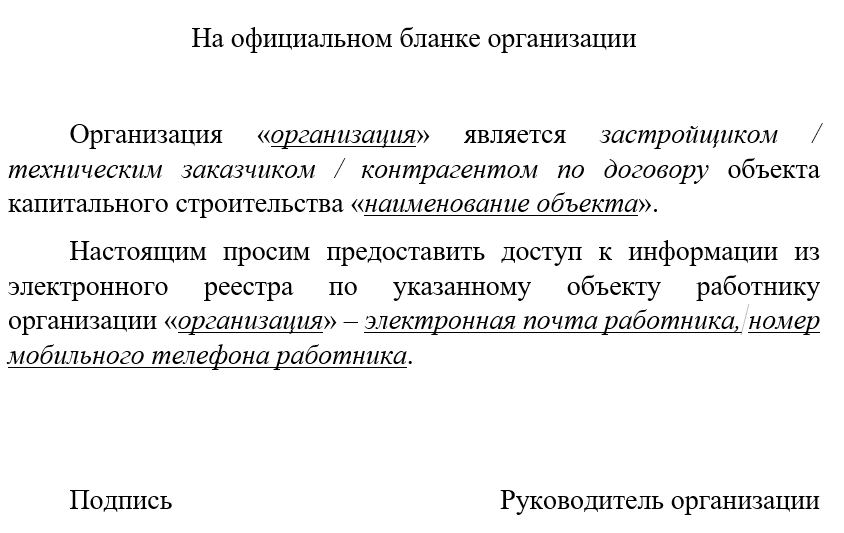 На официальном бланке организации
Организация «организация» является застройщиком /
техническим заказчиком / контрагентом по договору объекта
капитального строительства «наименование объекта».
Настоящим просим предоставить доступ к информации из
электронного реестра по указанному объекту работнику
организации «организация» – электронная почта работника, номер
мобильного телефона работника.
Подпись Руководитель организации